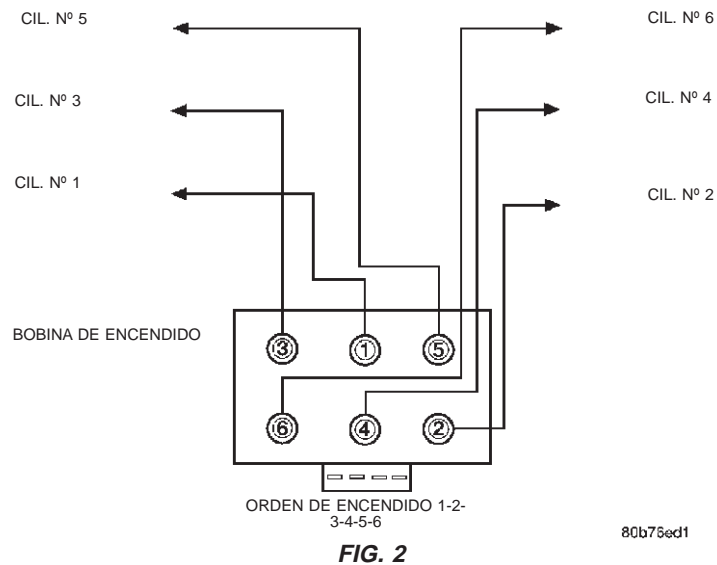 CIL. Nº 5
CIL. Nº 6
CIL. Nº 3
CIL. Nº 4
CIL. Nº 1
CIL. Nº 2
BOBINA DE ENCENDIDO
3 1 5
6 4 2
ORDEN DE ENCENDIDO 1-2-
3-4-5-6
80b76ed1
FIG. 2